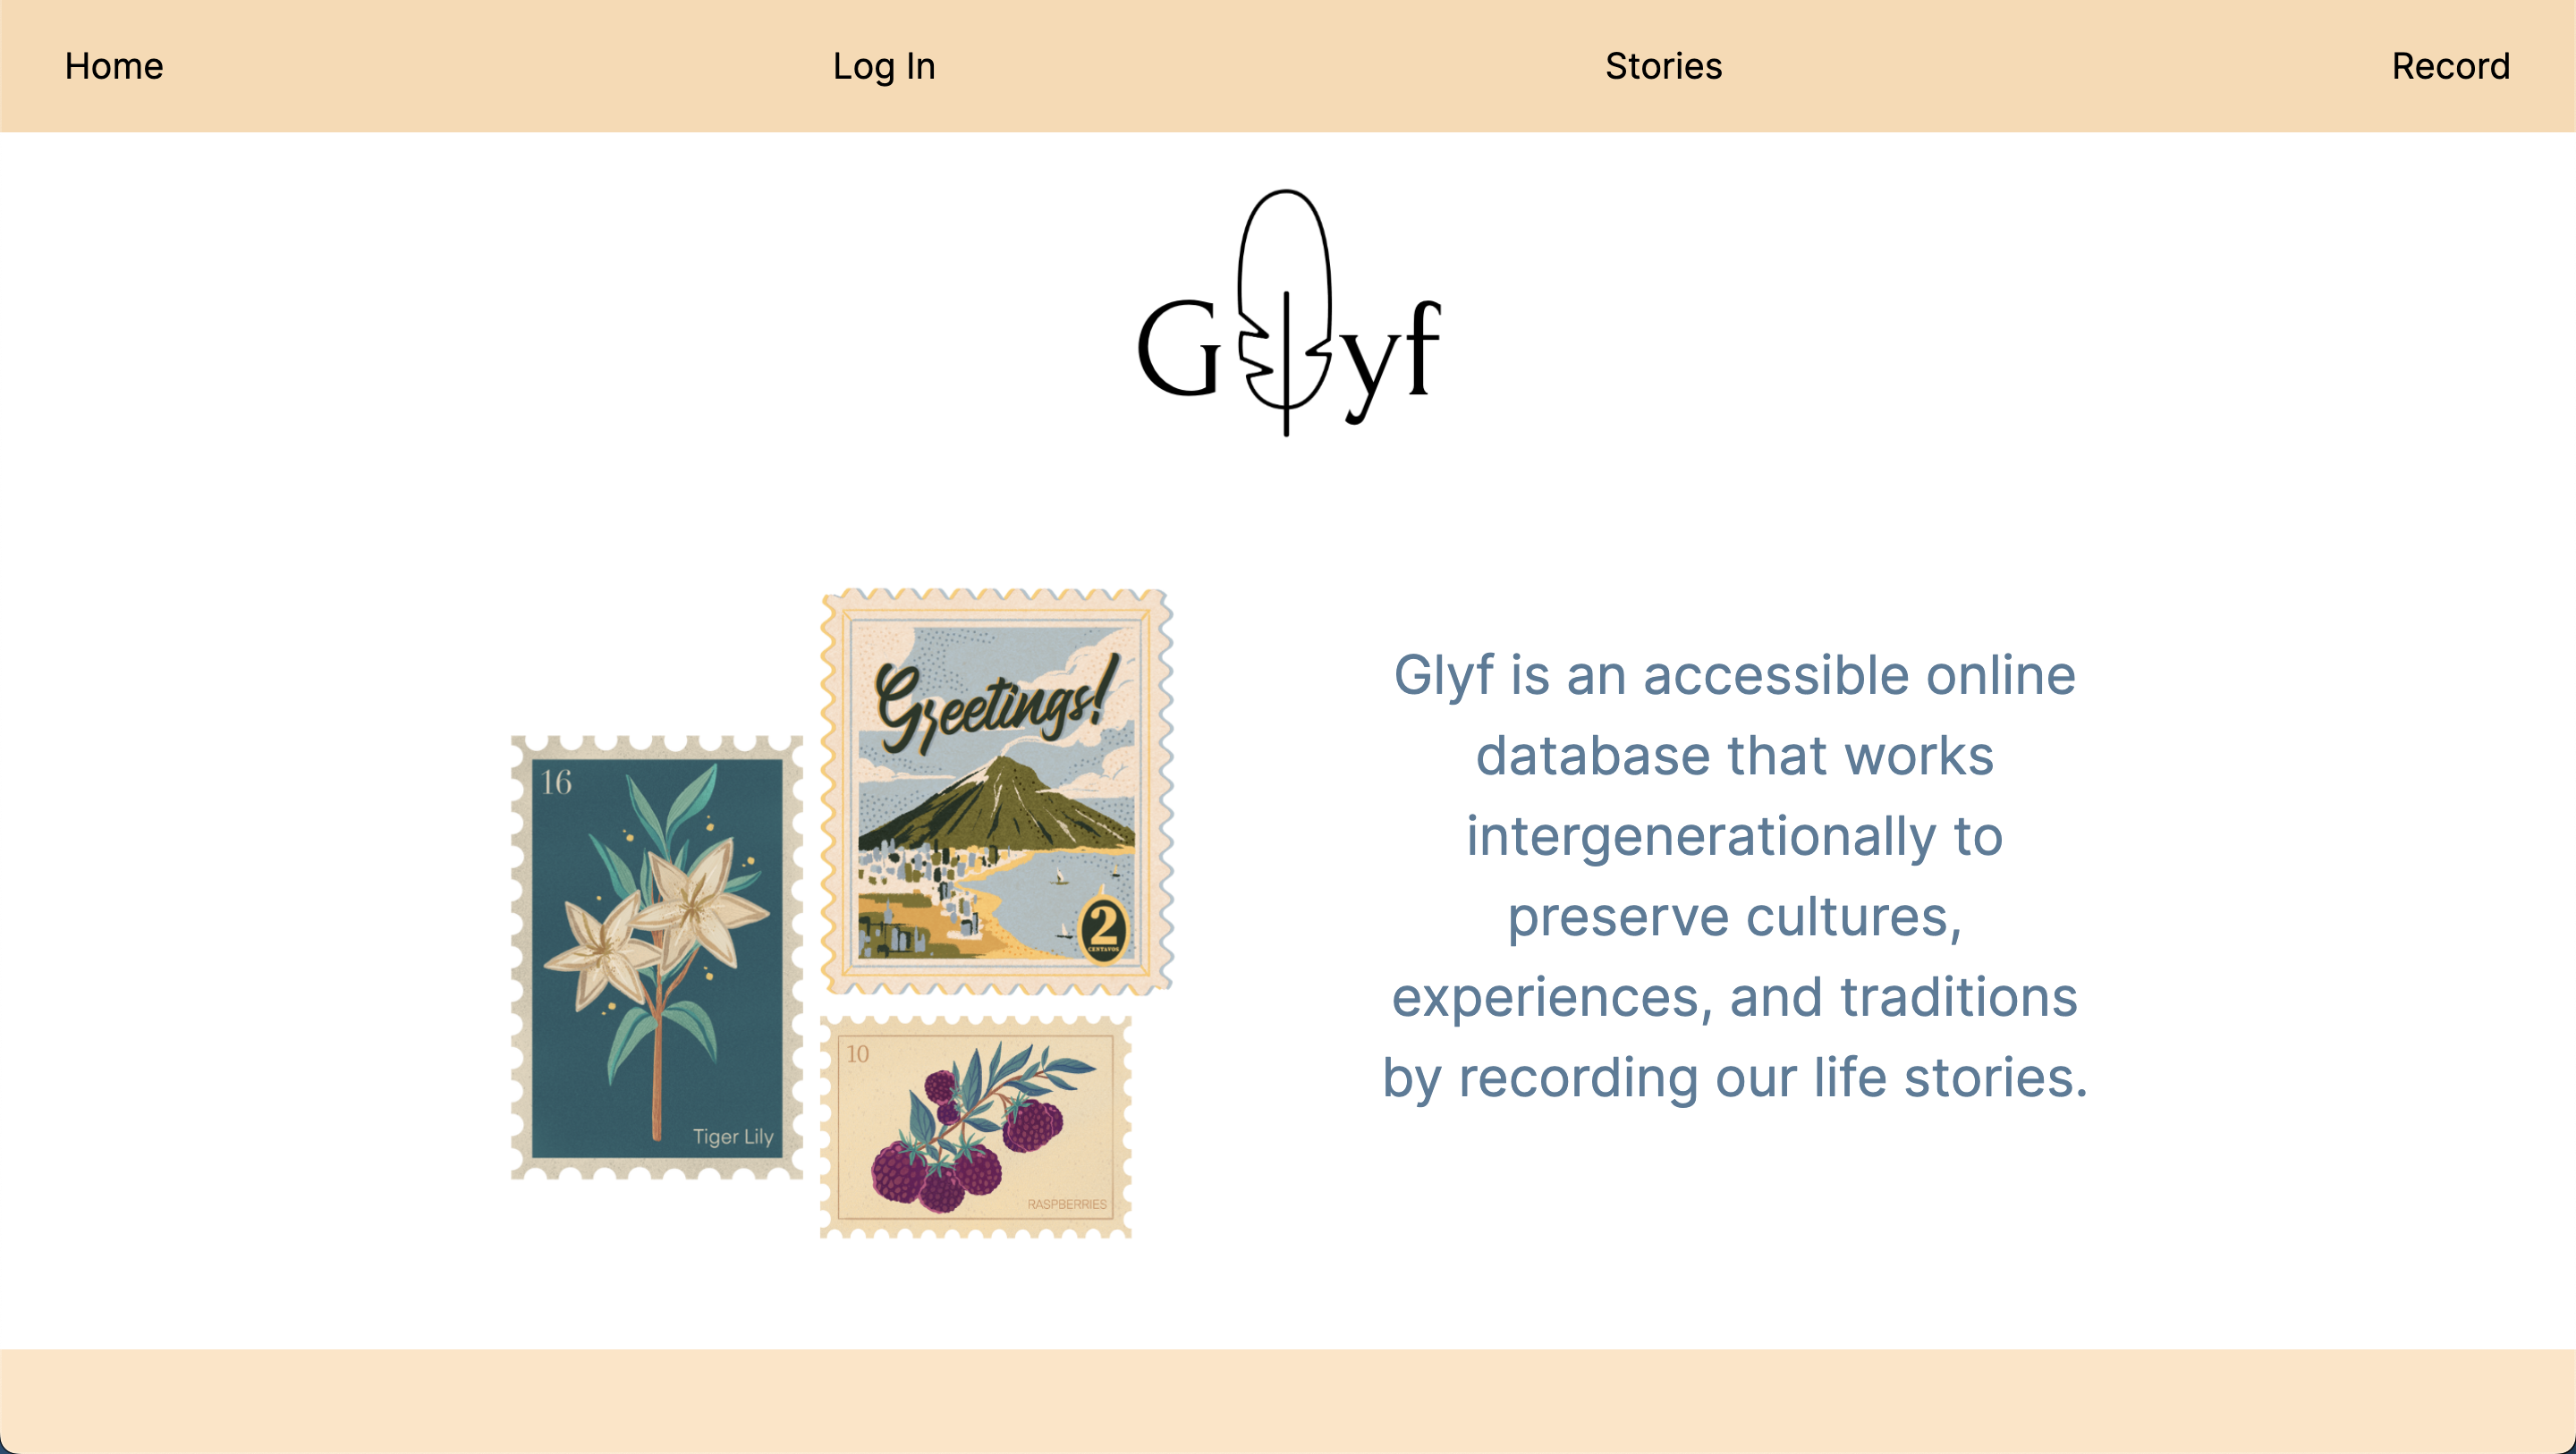 Home
Log In
Stories
Record
Glyf
Greetings!
2
CENTAVOS
16
Tiger Lily
10
RASPBERRIES
Glyf is an accessible online
database that works
intergenerationally to
preserve cultures,
experiences, and traditions
by recording our life stories.